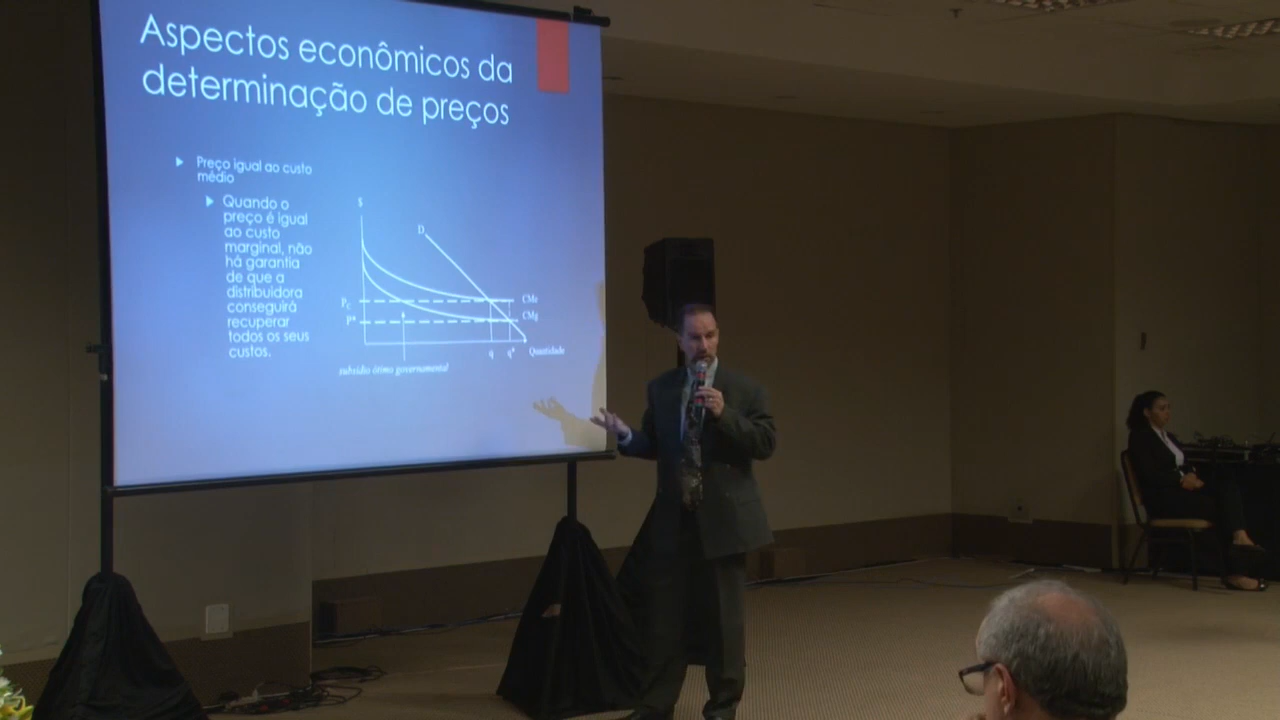 Aspectos econômicos da
determinação de preços
Preço igual ao custo
médio
Quando o
preço é igual
ao custo
marginal, não
há garantia
de que a
distribuidora
conseguirá
recuperar
todos os seus
custos.
$
D
Pc
CMe
P*
CMg
q q* Quantidade
subsídio ótimo governamental